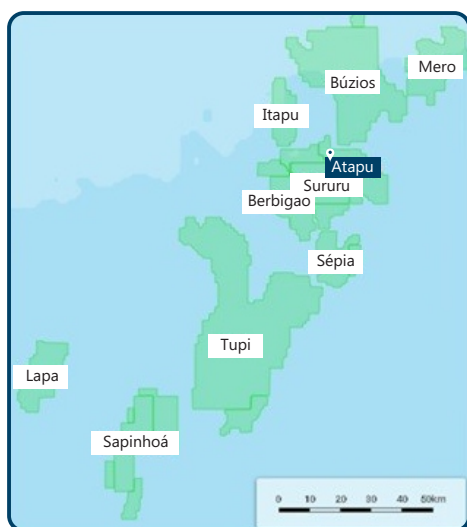 Mero
Búzios
Itapu
Atapu
Sururu
Berbigao
Sépia
Tupi
Lapa
Sapinhoá
0 10 20 30 40 50km